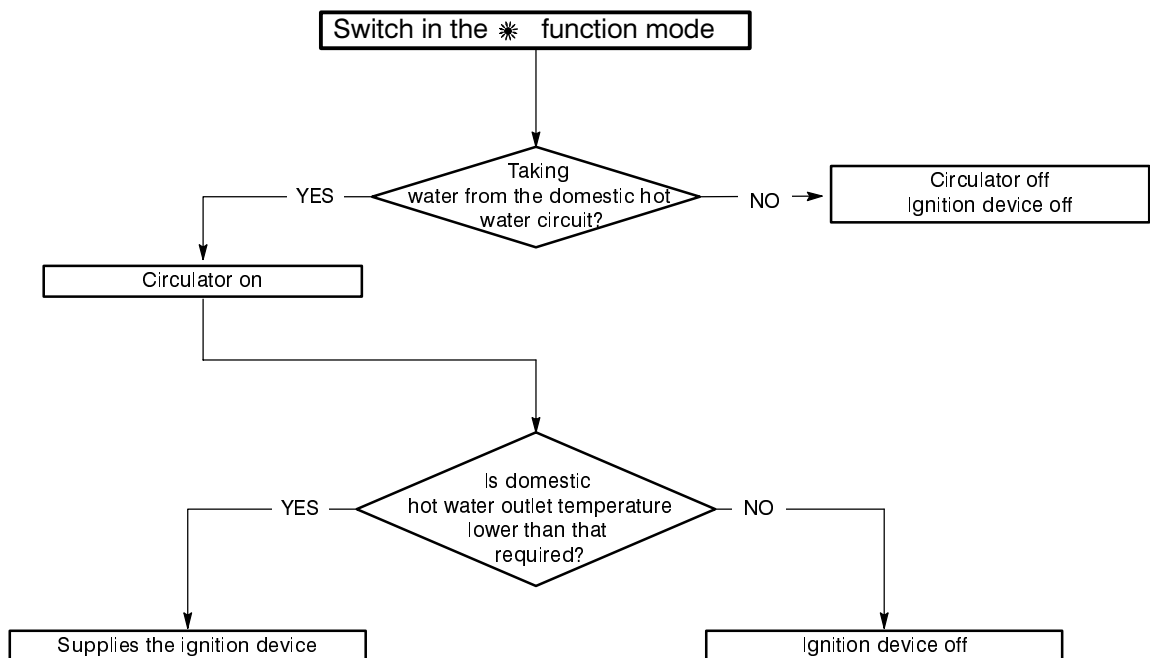 Switch in the ☀ function mode
Taking
water from the domestic hot
water circuit?
YES
NO
Circulator off
Ignition device off
Circulator on
Is domestic
hot water outlet temperature
lower than that
required?
YES
NO
Supplies the ignition device
Ignition device off